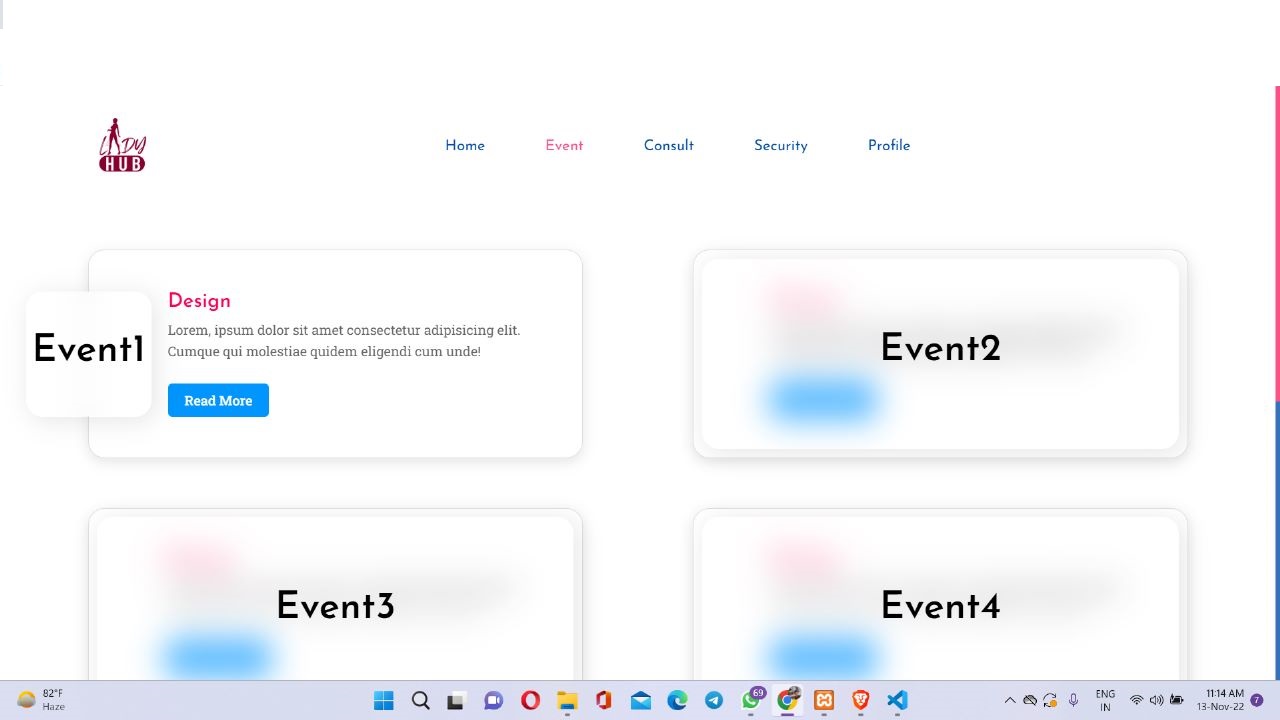 LADY
HUB
Home Event Consult Security Profile
Event1
Design
Lorem, ipsum dolor sit amet consectetur adipisicing elit.
Cumque qui molestiae quidem eligendi cum unde!
Read More
Event2
Event3
Event4
82°F
Haze
69
ENG
IN
11:14 AM
13-Nov-22
7